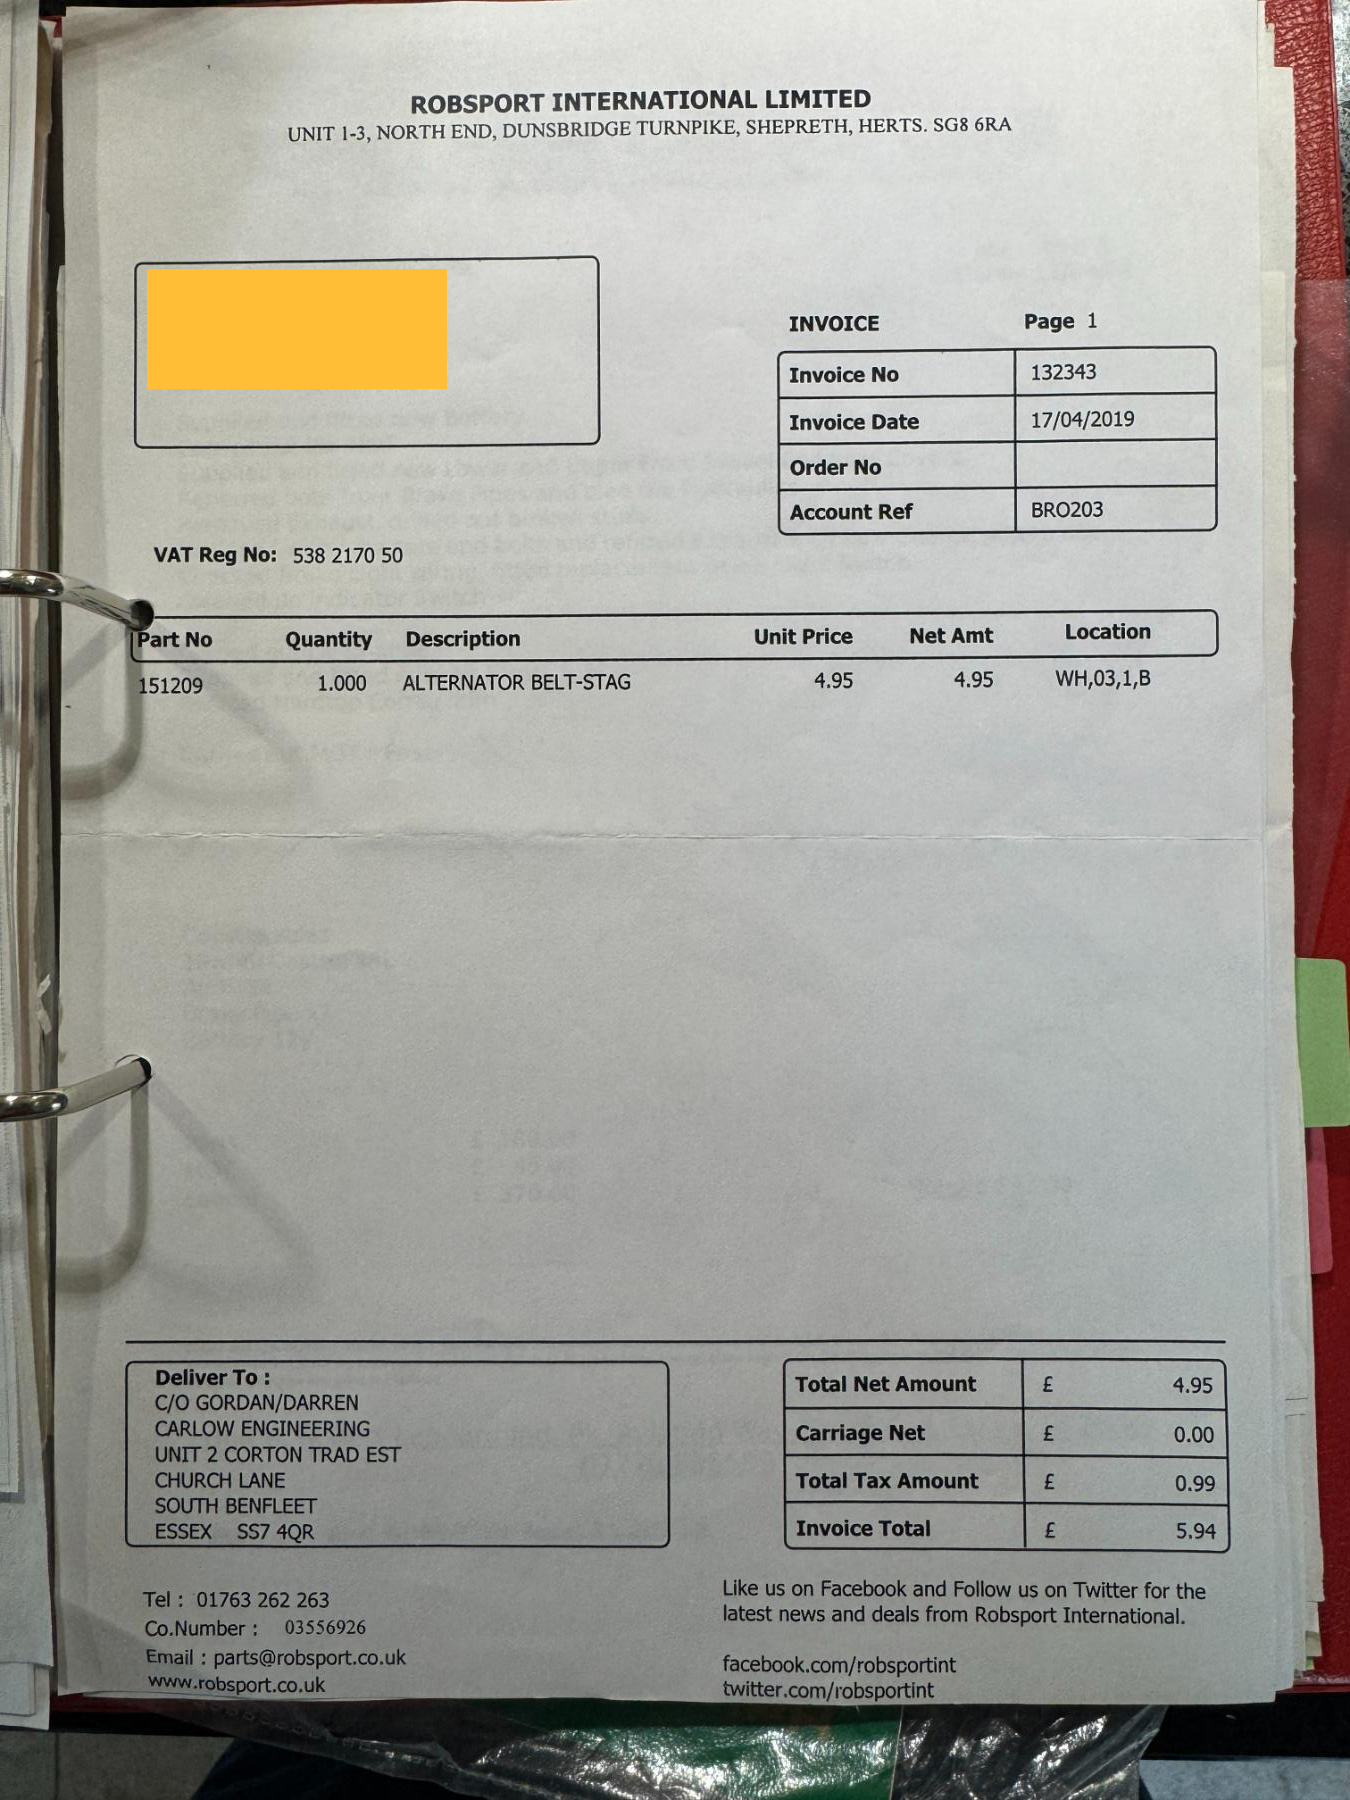 ROBSPORT INTERNATIONAL LIMITED
UNIT 1-3, NORTH END, DUNSBRIDGE TURNPIKE, SHEPRETH, HERTS. SG8 6RA
INVOICE Page 1
Invoice No 132343
Invoice Date 17/04/2019
Order No
Account Ref BRO203
VAT Reg No: 538 2170 50
Part No Quantity Description Unit Price Net Amt Location
151209 1.000 ALTERNATOR BELT-STAG 4.95 4.95 WH,03,1,B
Deliver To :
C/O GORDAN/DARREN
CARLOW ENGINEERING
UNIT 2 CORTON TRAD EST
CHURCH LANE
SOUTH BENFLEET
ESSEX SS7 4QR
Total Net Amount £ 4.95
Carriage Net £ 0.00
Total Tax Amount £ 0.99
Invoice Total £ 5.94
Tel : 01763 262 263
Co.Number : 03556926
Email : parts@robsport.co.uk
www.robsport.co.uk
Like us on Facebook and Follow us on Twitter for the
latest news and deals from Robsport International.
facebook.com/robsportint
twitter.com/robsportint